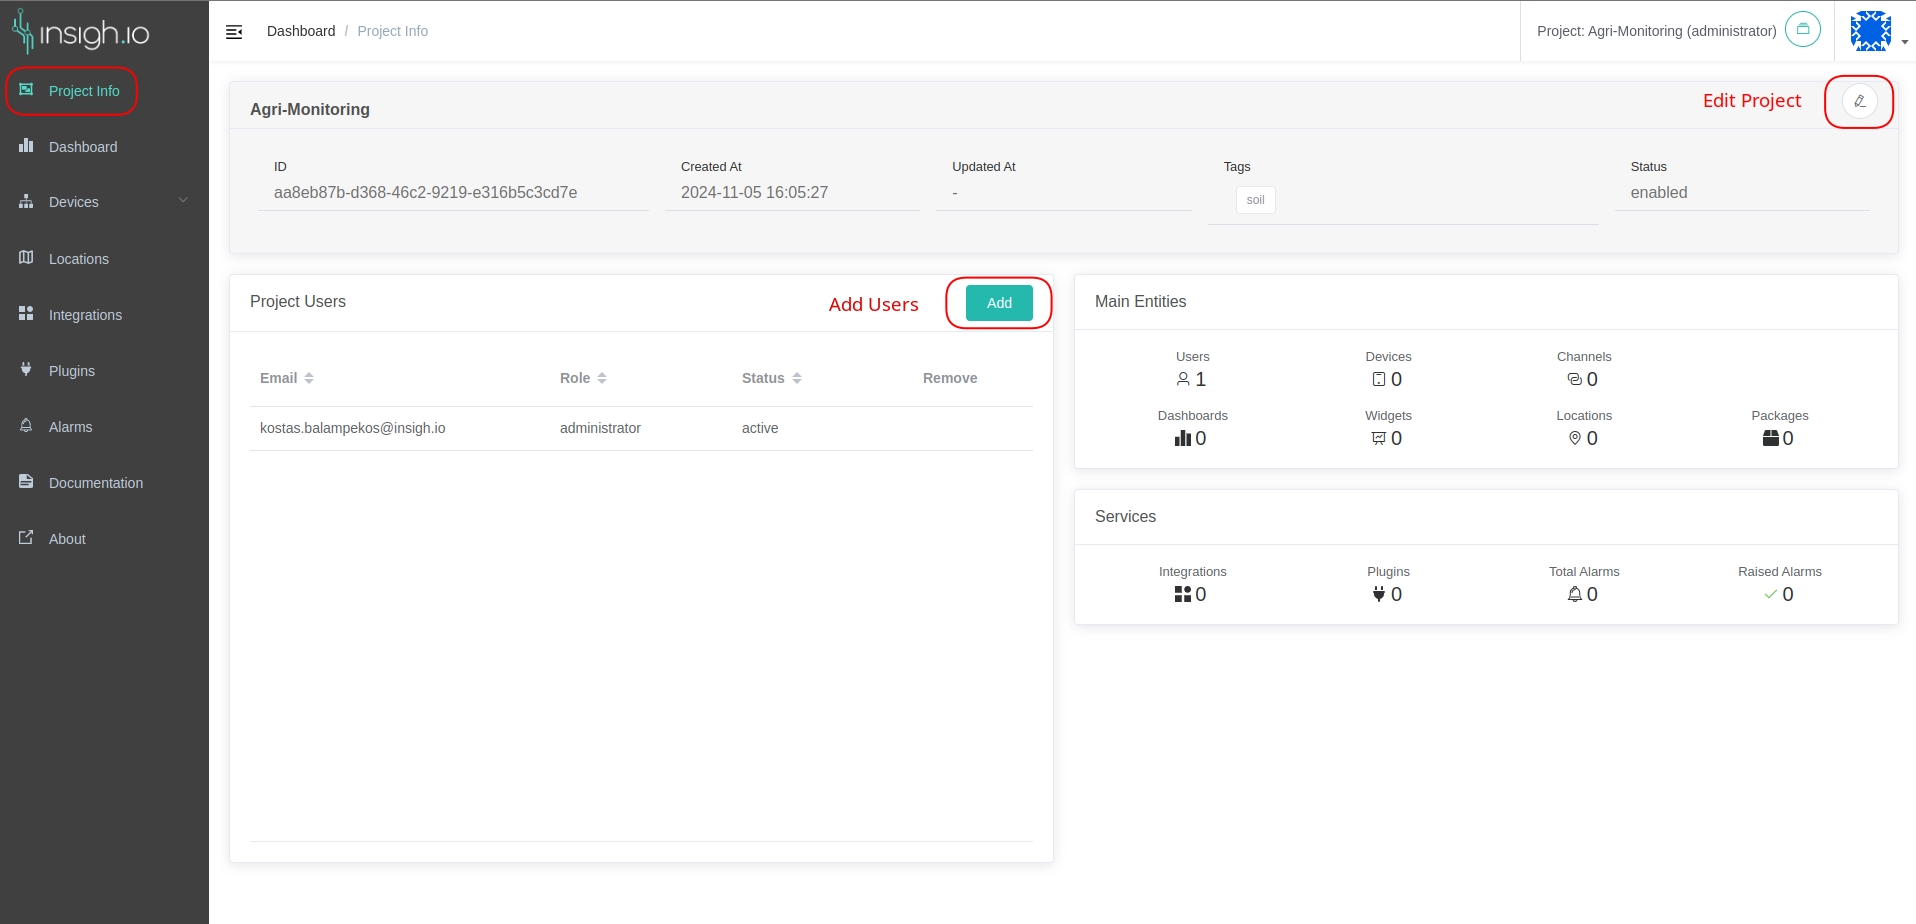 insigh.io
Dashboard / Project Info
Project: Agri-Monitoring (administrator)
Project Info
Dashboard
Devices
Locations
Integrations
Plugins
Alarms
Documentation
About
Agri-Monitoring
Edit Project
ID
Created At
Updated At
Tags
Status
aa8eb87b-d368-46c2-9219-e316b5c3cd7e
2024-11-05 16:05:27
-
soil
enabled
Project Users
Add Users
Add
Email
Role
Status
Remove
kostas.balampekos@insigh.io
administrator
active
Main Entities
Users
Devices
Channels
1
0
0
Dashboards
Widgets
Locations
Packages
0
0
0
0
Services
Integrations
Plugins
Total Alarms
Raised Alarms
0
0
0
0